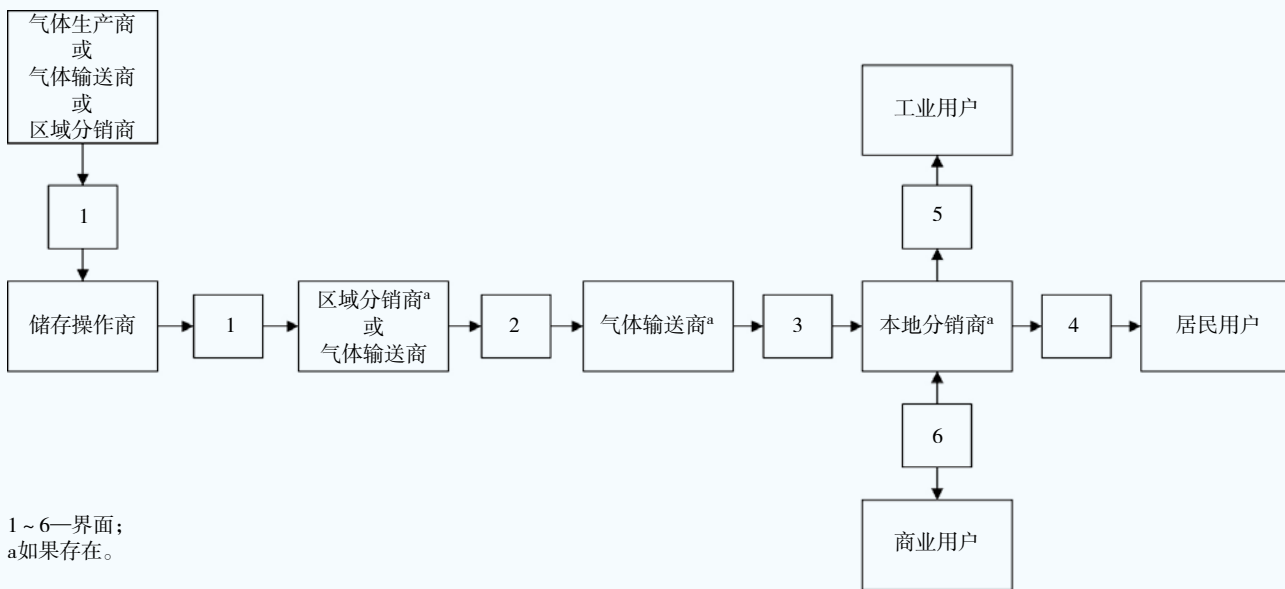 气体生产商
或
气体输送商
或
区域分销商
工业用户
1
5
储存操作商
1
区域分销商ᵃ
或
气体输送商
2
气体输送商ᵃ
3
本地分销商ᵃ
4
居民用户
6
商业用户
1～6—界面；
a如果存在。